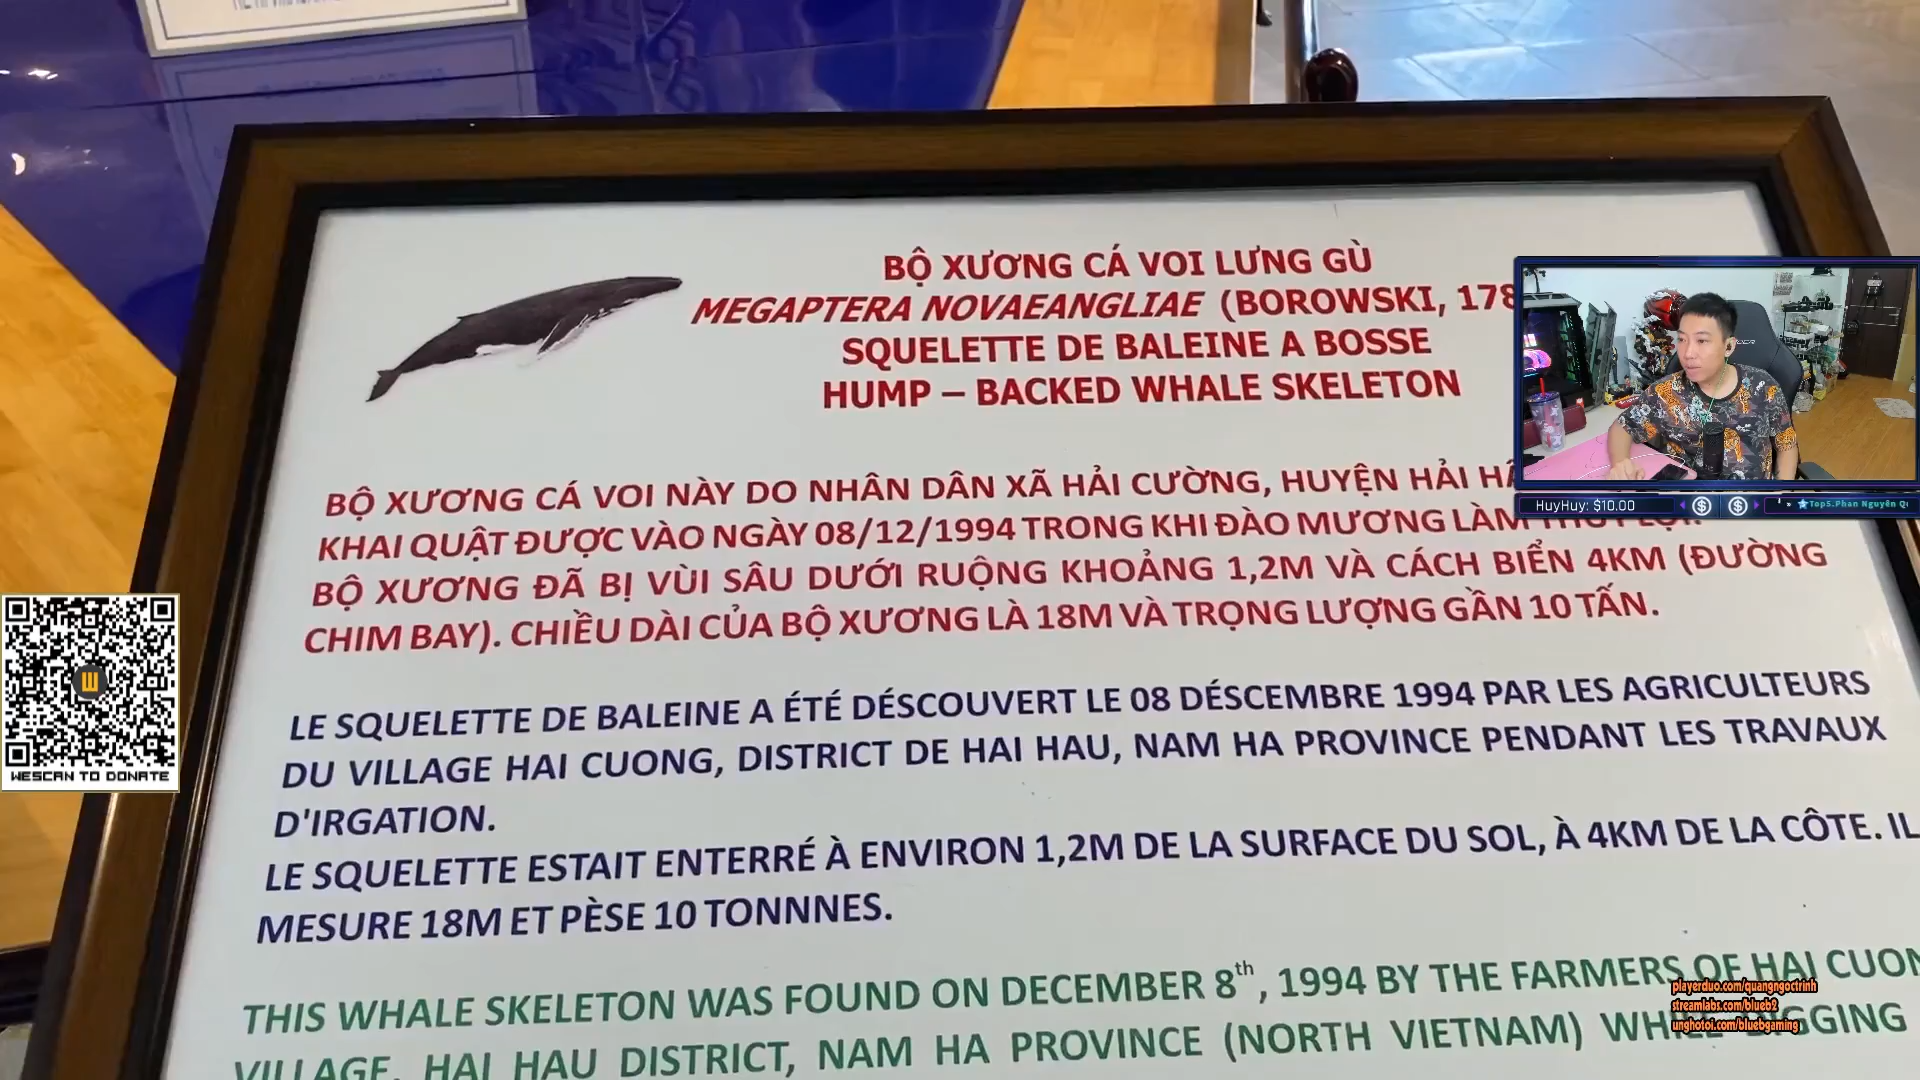 BỘ XƯƠNG CÁ VOI LƯNG GÙ
MEGAPTERA NOVAEANGLIAE (BOROWSKI, 178
SQUELETTE DE BALEINE A BOSSE
HUMP – BACKED WHALE SKELETON
BỘ XƯƠNG CÁ VOI NÀY DO NHÂN DÂN XÃ HẢI CƯỜNG, HUYỆN HẢI
KHAI QUẬT ĐƯỢC VÀO NGÀY 08/12/1994 TRONG KHI ĐÀO MƯƠNG LÀM
BỘ XƯƠNG ĐÃ BỊ VÙI SÂU DƯỚI RUỘNG KHOẢNG 1,2M VÀ CÁCH BIỂN 4KM (ĐƯỜNG
CHIM BAY). CHIỀU DÀI CỦA BỘ XƯƠNG LÀ 18M VÀ TRỌNG LƯỢNG GẦN 10 TẤN.
LE SQUELETTE DE BALEINE A ÉTÉ DÉSCOUVERT LE 08 DÉSCEMBRE 1994 PAR LES AGRICULTEURS
DU VILLAGE HAI CUONG, DISTRICT DE HAI HAU, NAM HA PROVINCE PENDANT LES TRAVAUX
D'IRGATION.
LE SQUELETTE ESTAIT ENTERRÉ À ENVIRON 1,2M DE LA SURFACE DU SOL, À 4KM DE LA CÔTE. IL
MESURE 18M ET PÈSE 10 TONNNES.
THIS WHALE SKELETON WAS FOUND ON DECEMBER 8th, 1994 BY THE FARMERS OF HAI CUON
VILLAGE, HAI HAU DISTRICT, NAM HA PROVINCE (NORTH VIETNAM) WHILE DIGGING
HuyHuy: $10.00
Top5.Phan Nguyên
WESCAN TO DONATE
playerduo.com/quangngoctrinh
streamlabs.com/blueb2
unghotoi.com/bluebgaming